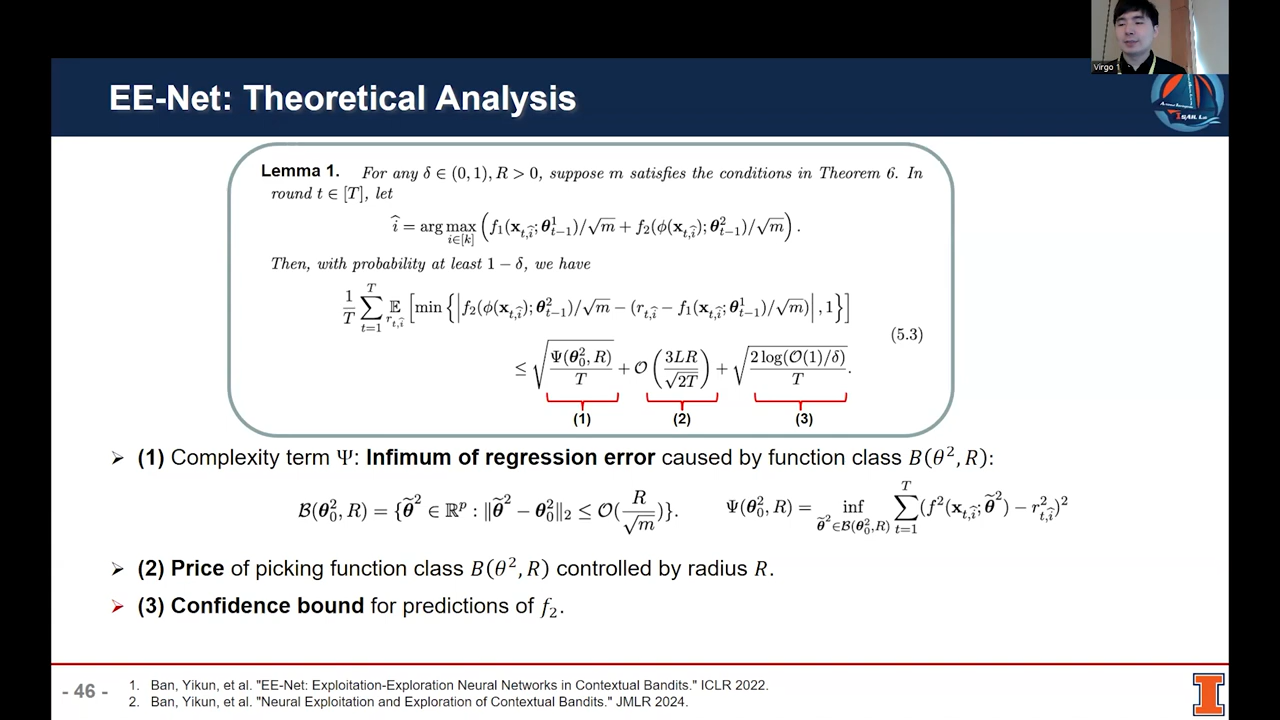 Virgo
EE-Net: Theoretical Analysis
Lemma 1. For any δ ∈ (0, 1), R > 0, suppose m satisfies the conditions in Theorem 6. In
round t ∈ [T], let
î = arg max_{i∈[k]} ( f₁(x_{t,î}; θ¹_{t−1})/√m + f₂(ϕ(x_{t,î}); θ²_{t−1})/√m ) .
Then, with probability at least 1 − δ, we have
1/T ∑_{t=1}^{T} 𝔼_{r_{t,î}} [ min { | f₂(ϕ(x_{t,î}); θ²_{t−1})/√m − (r_{t,î} − f₁(x_{t,î}; θ¹_{t−1})/√m) | , 1 } ]
(5.3)
≤ √(Ψ(θ²₀, R)/T) + 𝒪(3LR/√2T) + √(2 log(𝒪(1)/δ)/T).
(1) (2) (3)
➢ (1) Complexity term Ψ: Infimum of regression error caused by function class B(θ², R):
ℬ(θ²₀, R) = {θ̃² ∈ ℝᵖ : ‖θ̃² − θ²₀‖₂ ≤ 𝒪(R/√m)}. Ψ(θ²₀, R) = inf_{θ̃²∈ℬ(θ²₀,R)} ∑_{t=1}^{T} (f²(x_{t,î}; θ̃²) − r²_{t,î})²
➢ (2) Price of picking function class B(θ², R) controlled by radius R.
➢ (3) Confidence bound for predictions of f₂.
- 46 -
1. Ban, Yikun, et al. "EE-Net: Exploitation-Exploration Neural Networks in Contextual Bandits." ICLR 2022.
2. Ban, Yikun, et al. "Neural Exploitation and Exploration of Contextual Bandits." JMLR 2024.